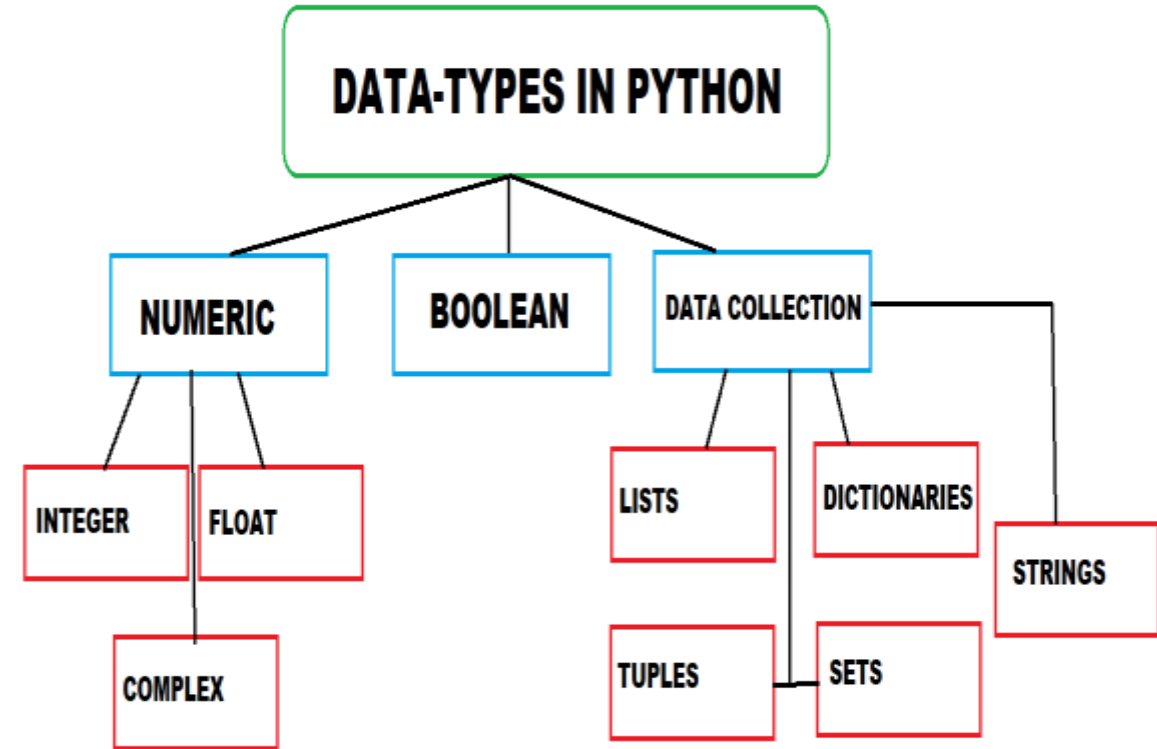 DATA-TYPES IN PYTHON
NUMERIC
BOOLEAN
DATA COLLECTION
INTEGER
FLOAT
COMPLEX
LISTS
DICTIONARIES
STRINGS
TUPLES
SETS